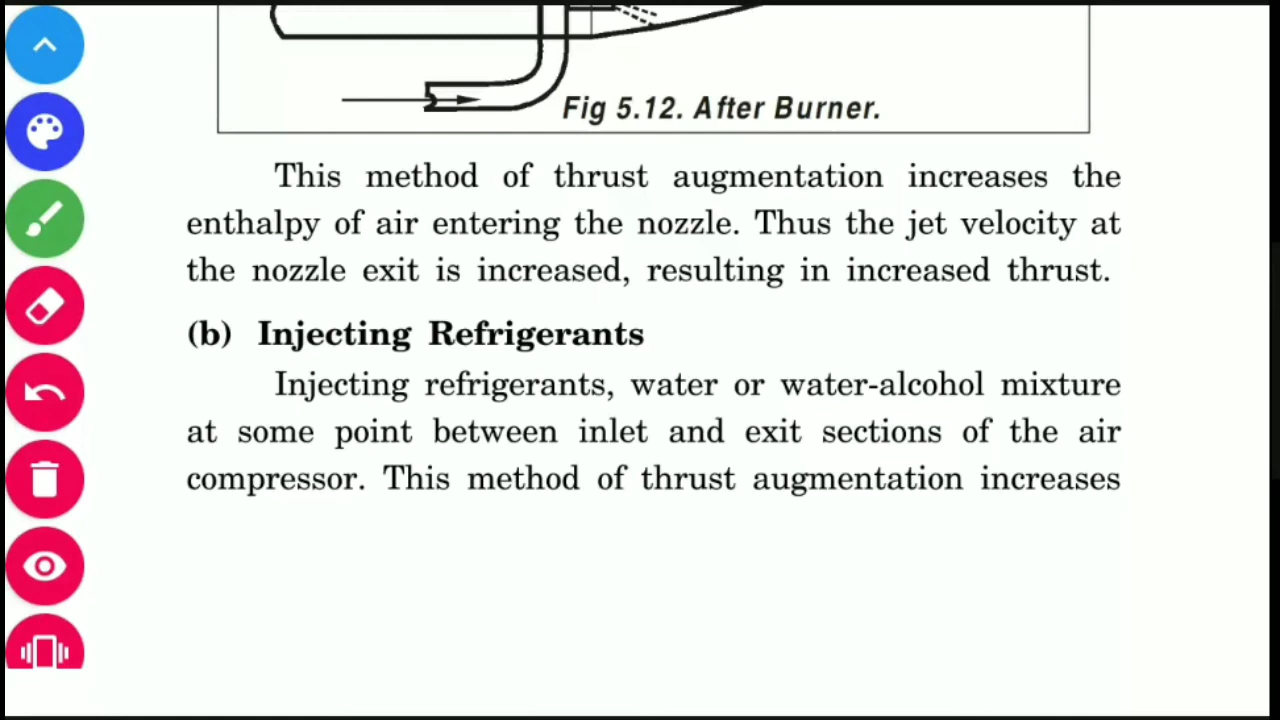 Fig 5.12. After Burner.
This method of thrust augmentation increases the
enthalpy of air entering the nozzle. Thus the jet velocity at
the nozzle exit is increased, resulting in increased thrust.
(b) Injecting Refrigerants
Injecting refrigerants, water or water-alcohol mixture
at some point between inlet and exit sections of the air
compressor. This method of thrust augmentation increases